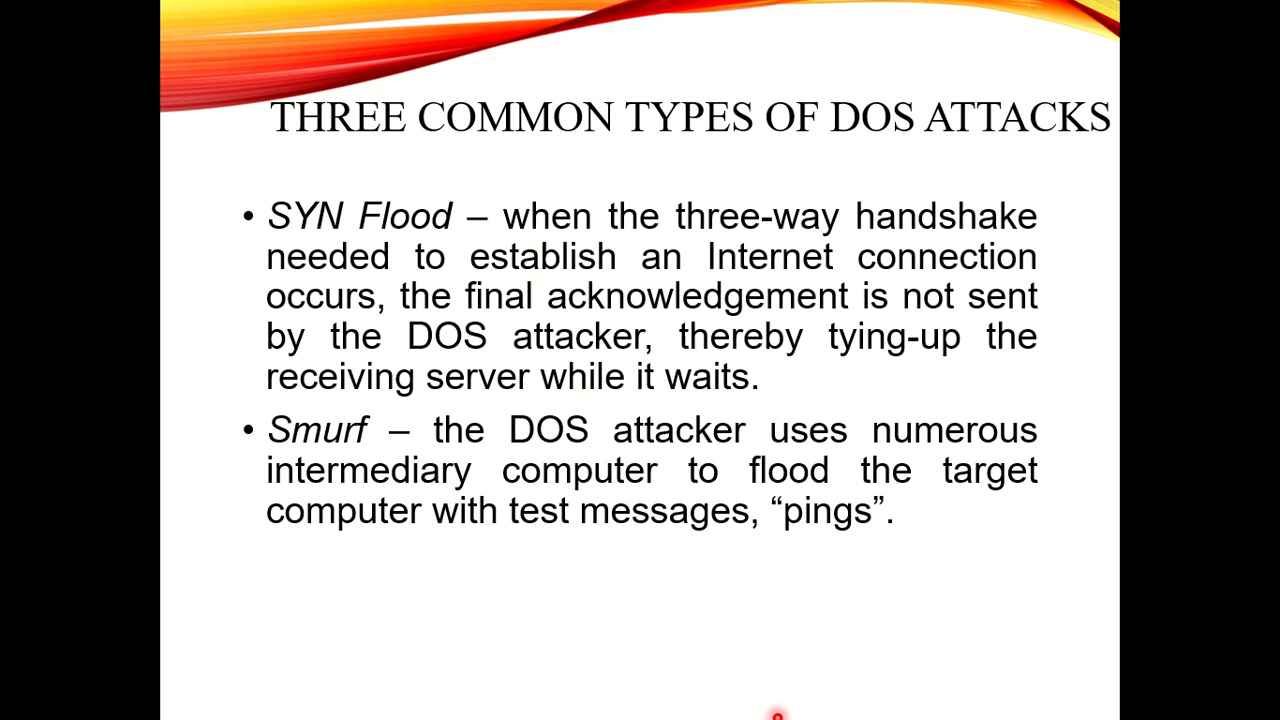 THREE COMMON TYPES OF DOS ATTACKS
• SYN Flood – when the three-way handshake
needed to establish an Internet connection
occurs, the final acknowledgement is not sent
by the DOS attacker, thereby tying-up the
receiving server while it waits.
• Smurf – the DOS attacker uses numerous
intermediary computer to flood the target
computer with test messages, “pings”.